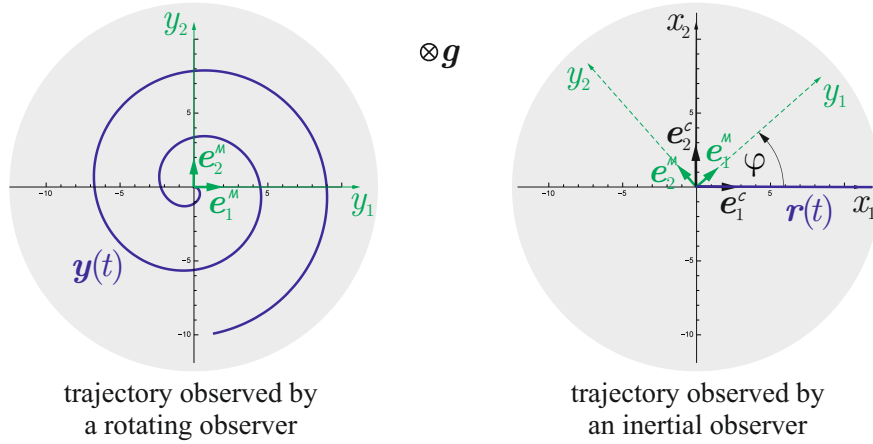 y₂
5
-10
-5
5
e₂ᴹ
e₁ᴹ
y₁
-5
y(t)
-10
trajectory observed by
a rotating observer
⊗g
x₂
y₂
y₁
5
e₂ᶜ
e₁ᴹ
φ
e₂ᴹ
-10
-5
5
e₁ᶜ
r(t)
x₁
-5
-10
trajectory observed by
an inertial observer